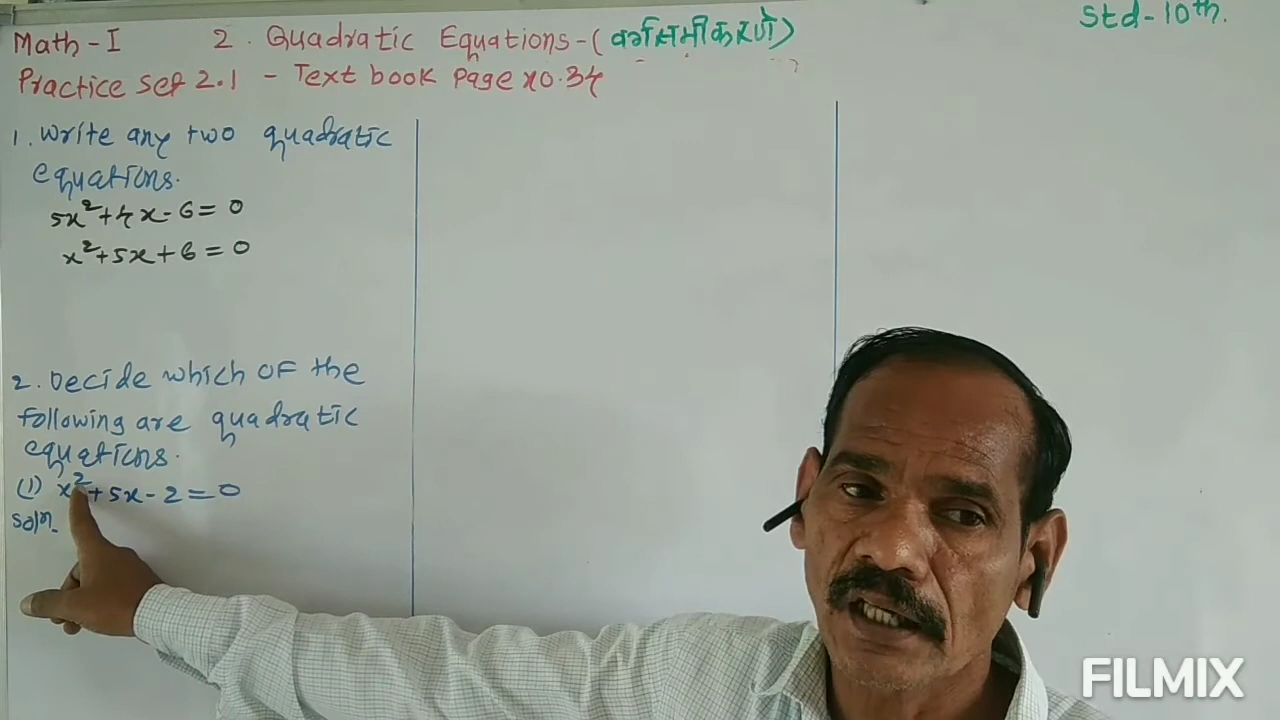 Math-I 2. Quadratic Equations-(वर्गसमीकरणे)
Std-10th.
Practice Set 2.1 - Text book Page no.34
1. Write any two quadratic
equations.
5x²+4x-6=0
x²+5x+6=0
2. Decide which of the
following are quadratic
equations.
(1) x²+5x-2=0
Soln.
FILMIX